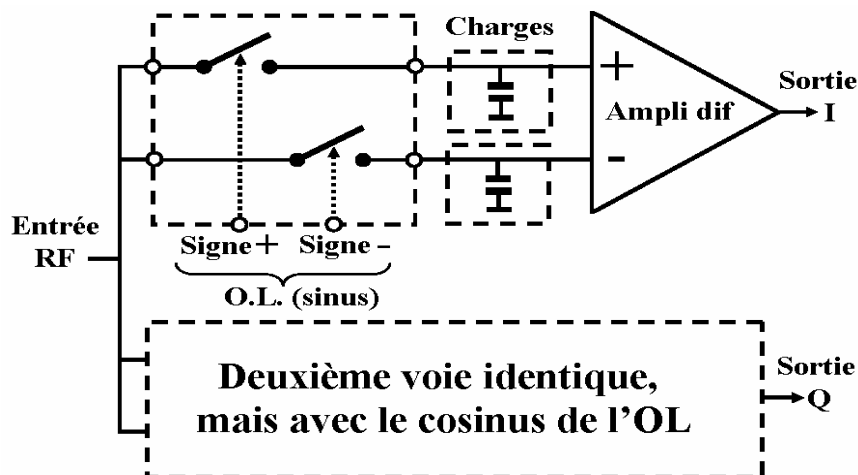 Charges
+
Ampli dif
-
Sortie
I
Entrée
RF
Signe+ Signe-
O.L. (sinus)
Deuxième voie identique,
mais avec le cosinus de l'OL
Sortie
Q